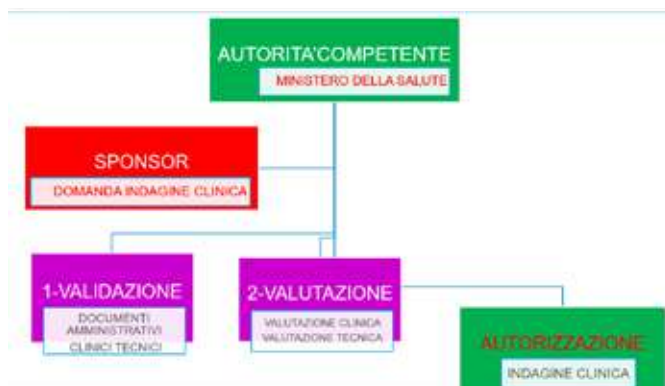 AUTORITA'COMPETENTE
MINISTERO DELLA SALUTE
SPONSOR
DOMANDA INDAGINE CLINICA
1-VALIDAZIONE
DOCUMENTI
AMMINISTRATIVI
CLINICI TECNICI
2-VALUTAZIONE
VALUTAZIONE CLINICA
VALUTAZIONE TECNICA
AUTORIZZAZIONE
INDAGINE CLINICA